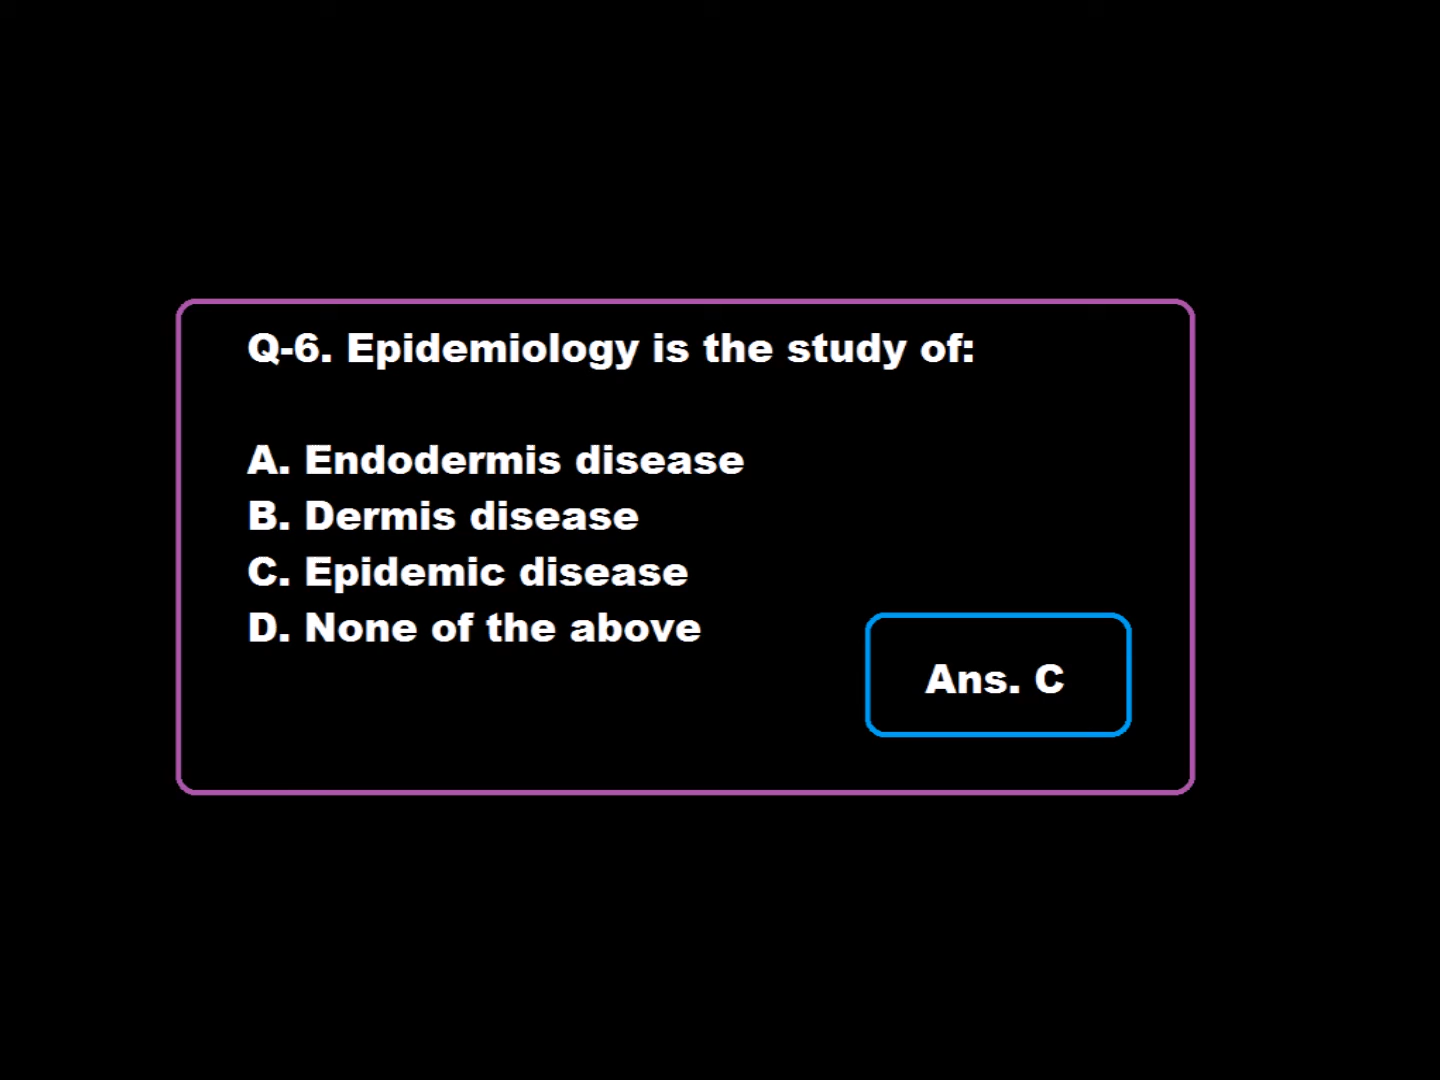 Q-6. Epidemiology is the study of:
A. Endodermis disease
B. Dermis disease
C. Epidemic disease
D. None of the above
Ans. C